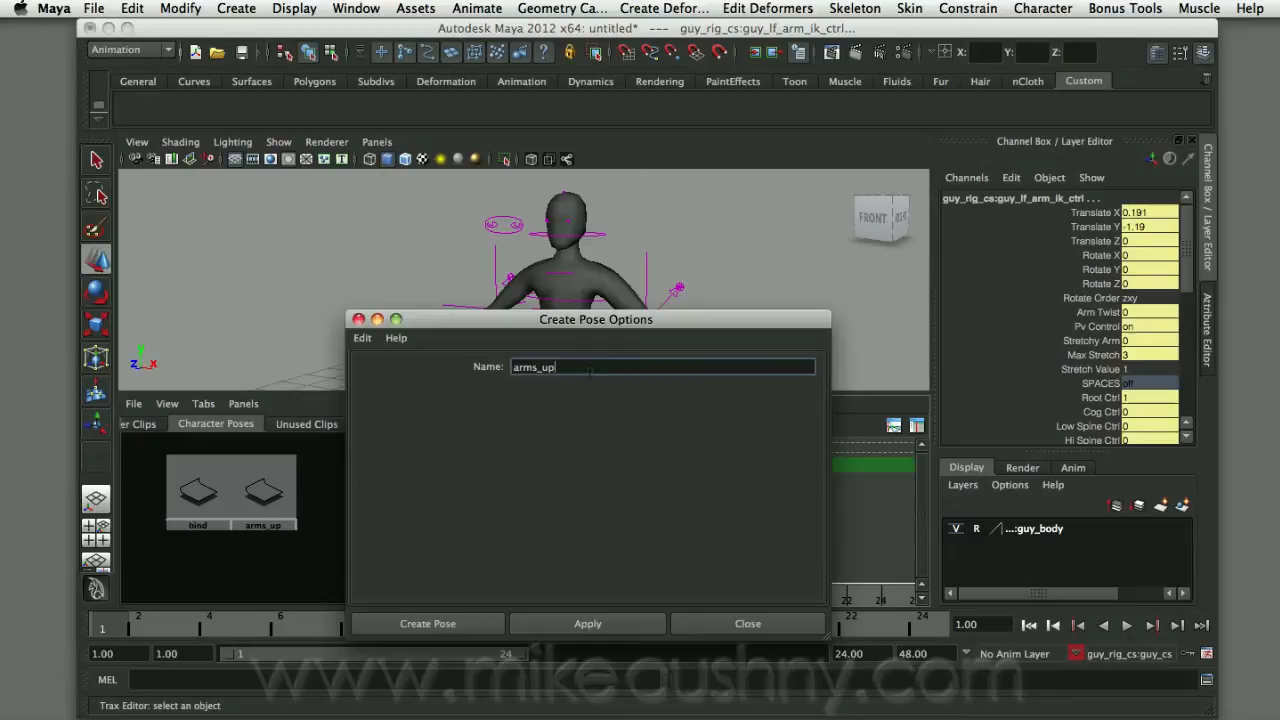 Maya File Edit Modify Create Display Window Assets Animate Geometry Ca... Create Defor... Edit Deformers Skeleton Skin Constrain Character Bonus Tools Muscle Help
Autodesk Maya 2012 x64: untitled* --- guy_rig_cs:guy_lf_arm_ik_ctrl...
Animation X: Y: Z:
General Curves Surfaces Polygons Subdivs Deformation Animation Dynamics Rendering PaintEffects Toon Muscle Fluids Fur Hair nCloth Custom
View Shading Lighting Show Renderer Panels
Channel Box / Layer Editor
Channels Edit Object Show
guy_rig_cs:guy_lf_arm_ik_ctrl . . .
Translate X 0.191
Translate Y -1.19
Translate Z 0
Rotate X 0
Rotate Y 0
Rotate Z 0
Rotate Order zxy
Arm Twist 0
Pv Control on
Stretchy Arm 0
Max Stretch 3
Stretch Value 1
SPACES off
Root Ctrl 1
Cog Ctrl 0
Low Spine Ctrl 0
Hi Spine Ctrl 0
Channel Box / Layer Editor
Attribute Editor
FRONT
y
z x
Create Pose Options
Edit Help
Name: arms_up
Create Pose Apply Close
File View Tabs Panels
er Clips Character Poses Unused Clips
bind arms_up
Display Render Anim
Layers Options Help
V R ...:guy_body
22 24
1 2 4 6 22 24 1.00
1.00 1.00 1 24 24.00 48.00 No Anim Layer guy_rig_cs:guy_cs
www.mikeaushny.com
MEL
Trax Editor: select an object